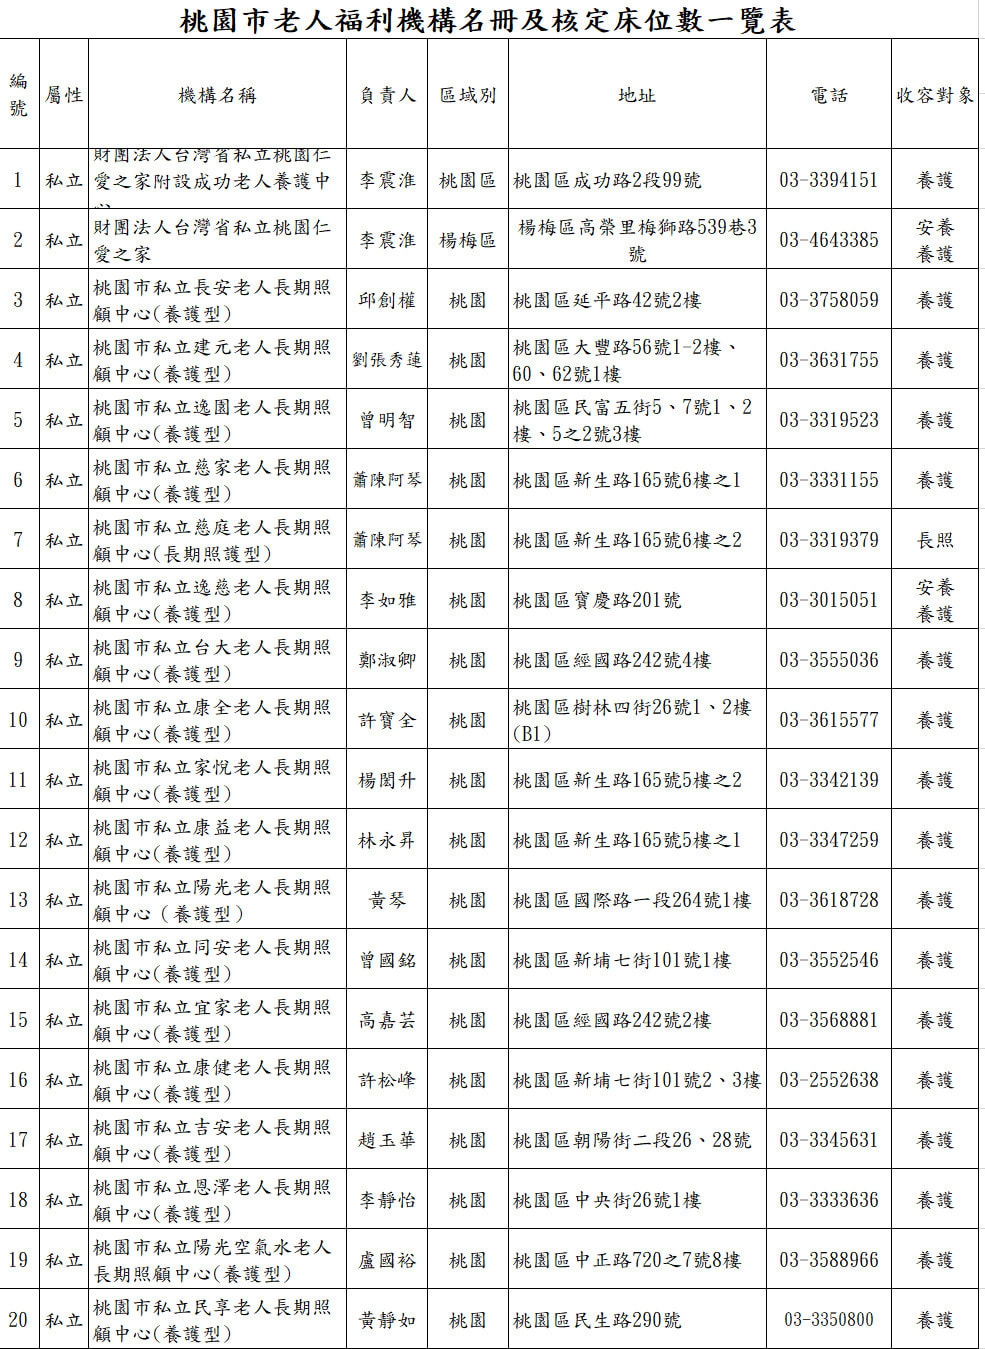 桃園市老人福利機構名冊及核定床位數一覽表
編號 屬性 機構名稱 負責人 區域別 地址 電話 收容對象
1 私立 財團法人台灣省私立桃園仁愛之家附設成功老人養護中心 李震淮 桃園區 桃園區成功路2段99號 03-3394151 養護
2 私立 財團法人台灣省私立桃園仁愛之家 李震淮 楊梅區 楊梅區高榮里梅獅路539巷3號 03-4643385 安養 養護
3 私立 桃園市私立長安老人長期照顧中心(養護型) 邱創權 桃園 桃園區延平路42號2樓 03-3758059 養護
4 私立 桃園市私立建元老人長期照顧中心(養護型) 劉張秀蓮 桃園 桃園區大豐路56號1-2樓、60、62號1樓 03-3631755 養護
5 私立 桃園市私立逸園老人長期照顧中心(養護型) 曾明智 桃園 桃園區民富五街5、7號1、2樓、5之2號3樓 03-3319523 養護
6 私立 桃園市私立慈家老人長期照顧中心(養護型) 蕭陳阿琴 桃園 桃園區新生路165號6樓之1 03-3331155 養護
7 私立 桃園市私立慈庭老人長期照顧中心(長期照護型) 蕭陳阿琴 桃園 桃園區新生路165號6樓之2 03-3319379 長照
8 私立 桃園市私立逸慈老人長期照顧中心(養護型) 李如雅 桃園 桃園區寶慶路201號 03-3015051 安養 養護
9 私立 桃園市私立台大老人長期照顧中心(養護型) 鄭淑卿 桃園 桃園區經國路242號4樓 03-3555036 養護
10 私立 桃園市私立康全老人長期照顧中心(養護型) 許寶全 桃園 桃園區樹林四街26號1、2樓(B1) 03-3615577 養護
11 私立 桃園市私立家悅老人長期照顧中心(養護型) 楊閎升 桃園 桃園區新生路165號5樓之2 03-3342139 養護
12 私立 桃園市私立康益老人長期照顧中心(養護型) 林永昇 桃園 桃園區新生路165號5樓之1 03-3347259 養護
13 私立 桃園市私立陽光老人長期照顧中心（養護型） 黃琴 桃園 桃園區國際路一段264號1樓 03-3618728 養護
14 私立 桃園市私立同安老人長期照顧中心(養護型) 曾國銘 桃園 桃園區新埔七街101號1樓 03-3552546 養護
15 私立 桃園市私立宜家老人長期照顧中心(養護型) 高嘉芸 桃園 桃園區經國路242號2樓 03-3568881 養護
16 私立 桃園市私立康健老人長期照顧中心(養護型) 許松峰 桃園 桃園區新埔七街101號2、3樓 03-2552638 養護
17 私立 桃園市私立吉安老人長期照顧中心(養護型) 趙玉華 桃園 桃園區朝陽街二段26、28號 03-3345631 養護
18 私立 桃園市私立恩澤老人長期照顧中心(養護型) 李靜怡 桃園 桃園區中央街26號1樓 03-3333636 養護
19 私立 桃園市私立陽光空氣水老人長期照顧中心(養護型) 盧國裕 桃園 桃園區中正路720之7號8樓 03-3588966 養護
20 私立 桃園市私立民享老人長期照顧中心(養護型) 黃靜如 桃園 桃園區民生路290號 03-3350800 養護